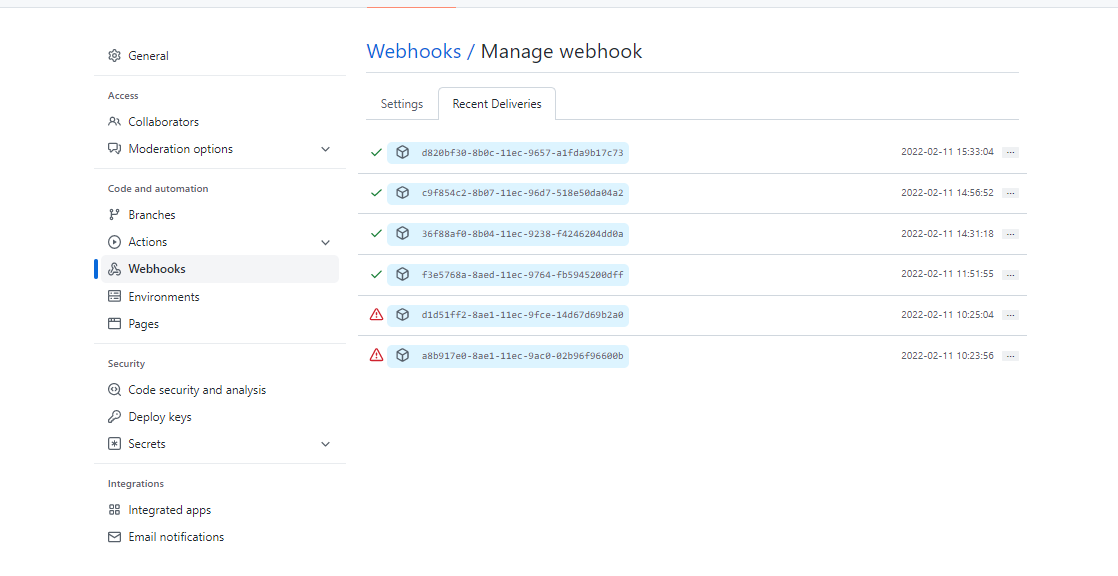 General
Access
Collaborators
Moderation options
Code and automation
Branches
Actions
Webhooks
Environments
Pages
Security
Code security and analysis
Deploy keys
Secrets
Integrations
Integrated apps
Email notifications
Webhooks / Manage webhook
Settings Recent Deliveries
d820bf30-8b0c-11ec-9657-a1fda9b17c73 2022-02-11 15:33:04 ...
c9f854c2-8b07-11ec-96d7-518e50da04a2 2022-02-11 14:56:52 ...
36f88af0-8b04-11ec-9238-f4246204dd0a 2022-02-11 14:31:18 ...
f3e5768a-8aed-11ec-9764-fb5945200dff 2022-02-11 11:51:55 ...
d1d51ff2-8ae1-11ec-9fce-14d67d69b2a0 2022-02-11 10:25:04 ...
a8b917e0-8ae1-11ec-9ac0-02b96f96600b 2022-02-11 10:23:56 ...